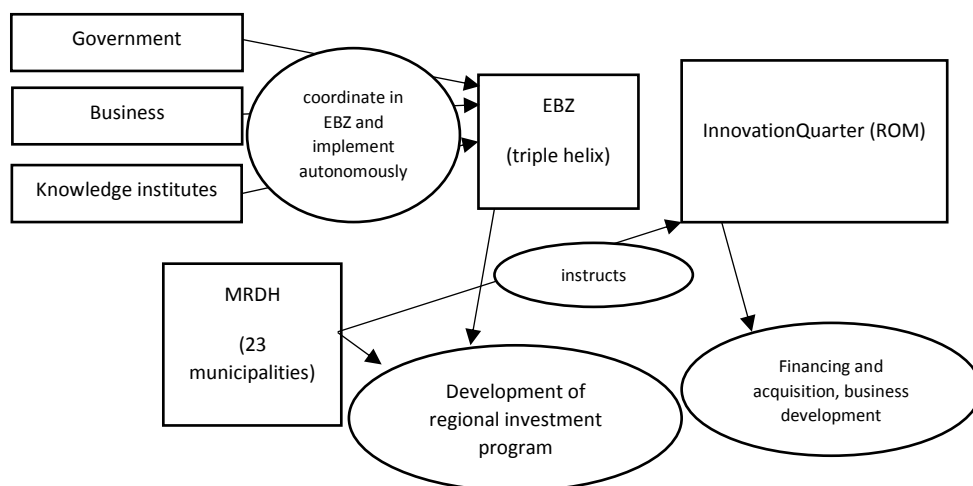 Government
Business
Knowledge institutes
coordinate in
EBZ and
implement
autonomously
EBZ
(triple helix)
InnovationQuarter (ROM)
MRDH
(23
municipalities)
instructs
Development of
regional investment
program
Financing and
acquisition, business
development